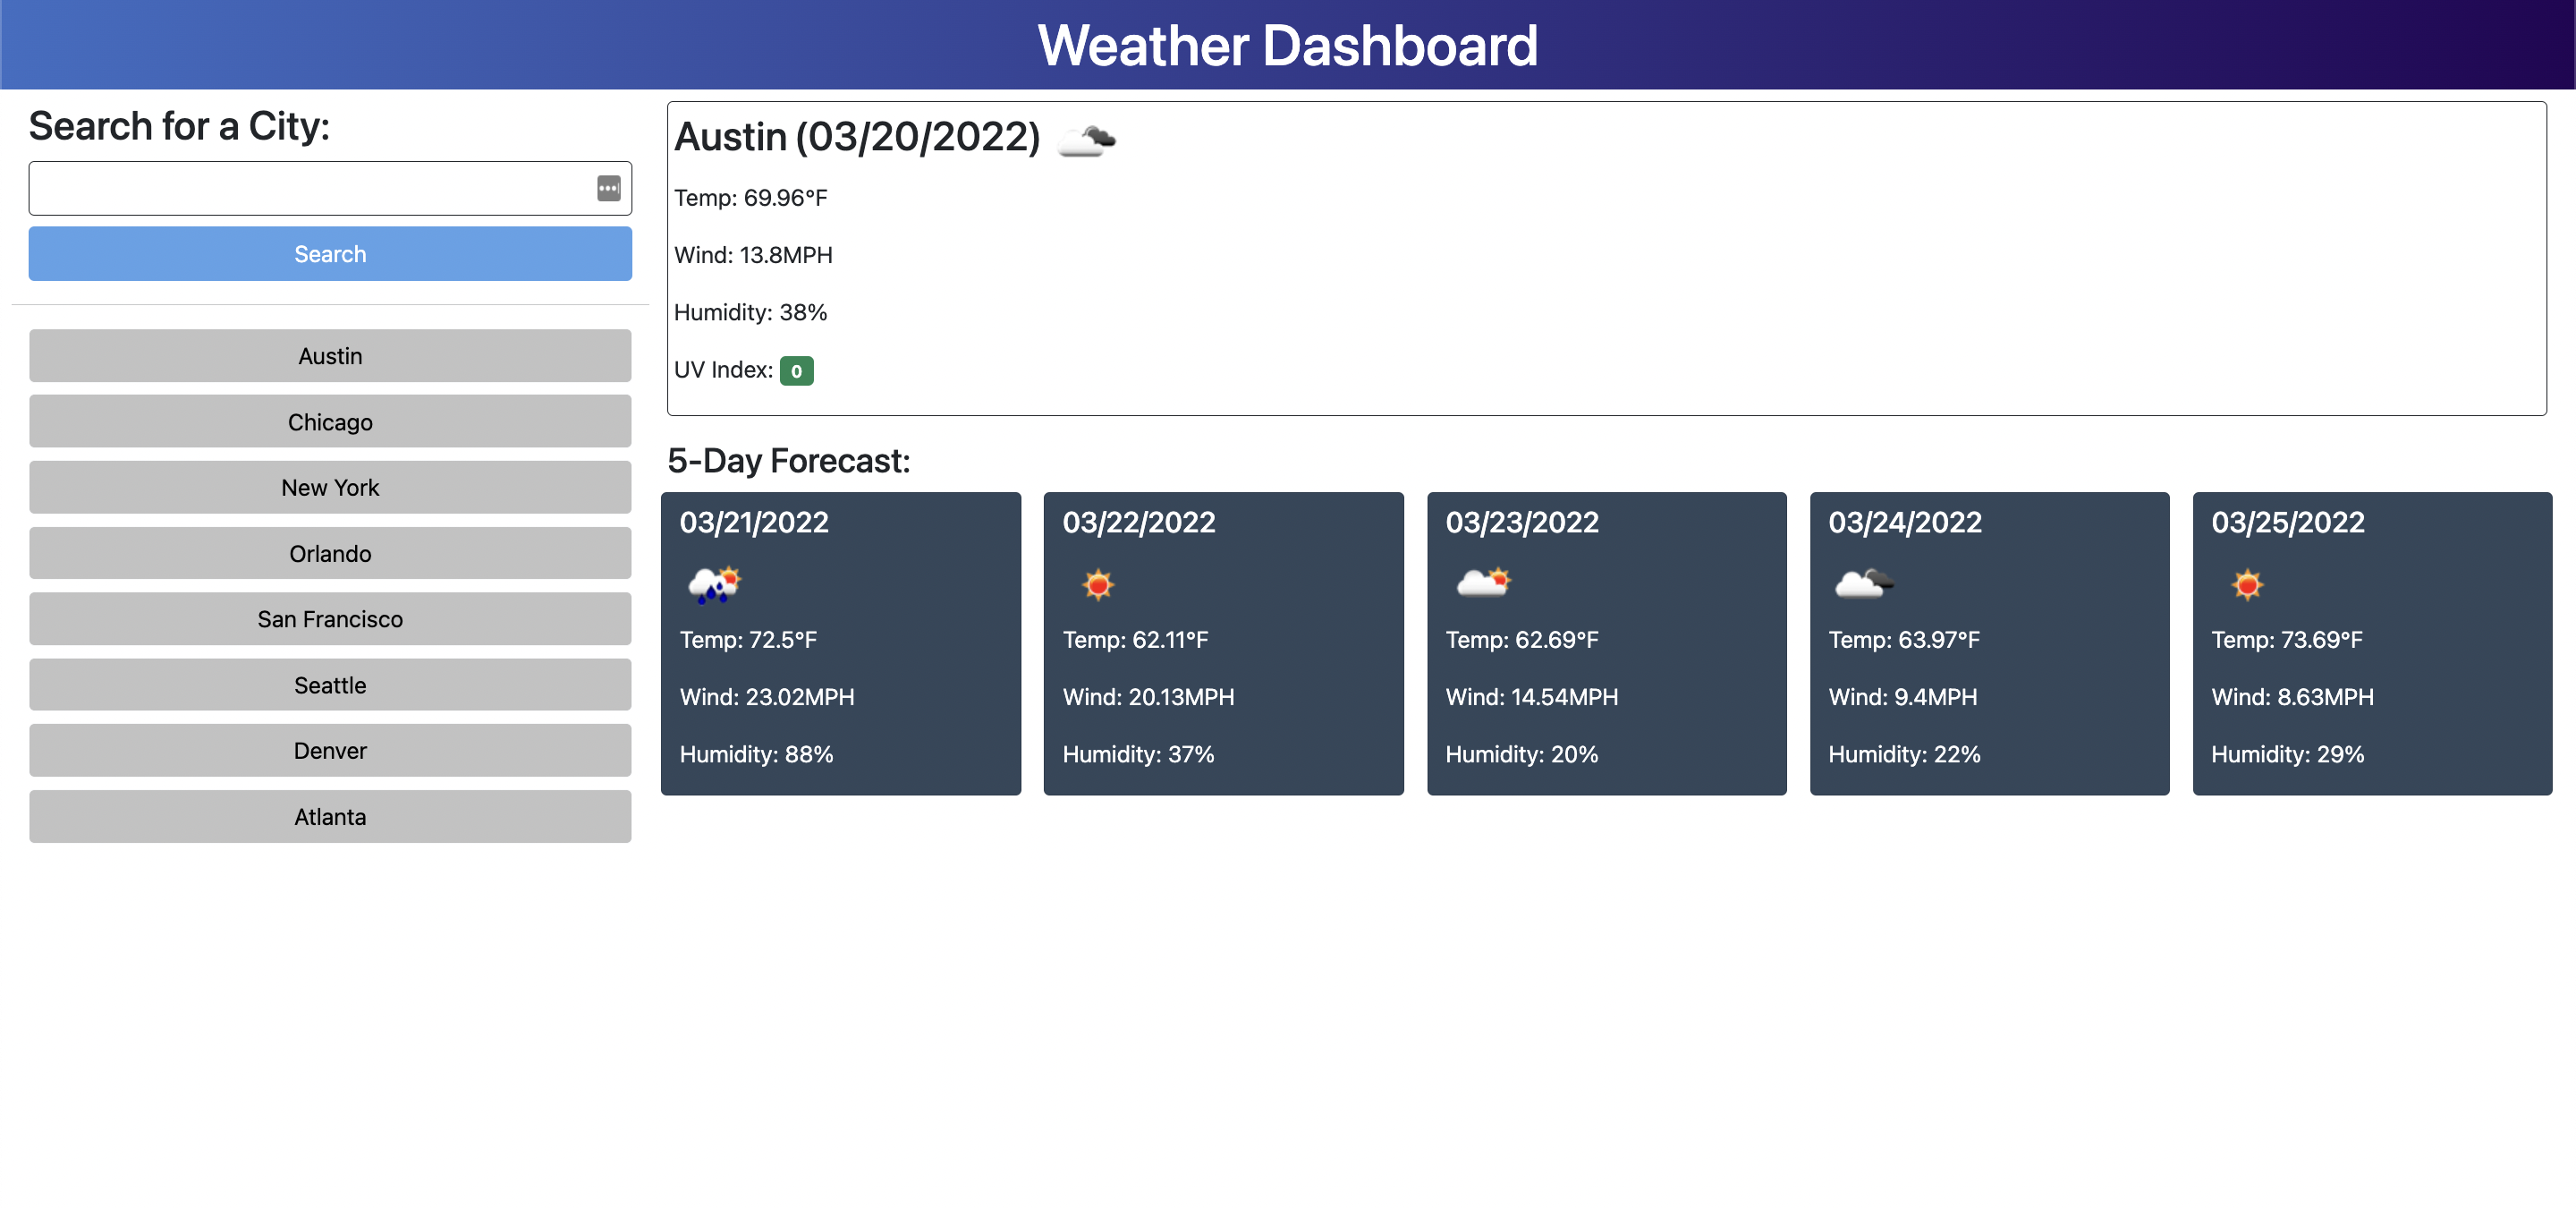 Weather Dashboard
Search for a City:
Search
Austin
Chicago
New York
Orlando
San Francisco
Seattle
Denver
Atlanta
Austin (03/20/2022)
Temp: 69.96°F
Wind: 13.8MPH
Humidity: 38%
UV Index: 0
5-Day Forecast:
03/21/2022
Temp: 72.5°F
Wind: 23.02MPH
Humidity: 88%
03/22/2022
Temp: 62.11°F
Wind: 20.13MPH
Humidity: 37%
03/23/2022
Temp: 62.69°F
Wind: 14.54MPH
Humidity: 20%
03/24/2022
Temp: 63.97°F
Wind: 9.4MPH
Humidity: 22%
03/25/2022
Temp: 73.69°F
Wind: 8.63MPH
Humidity: 29%